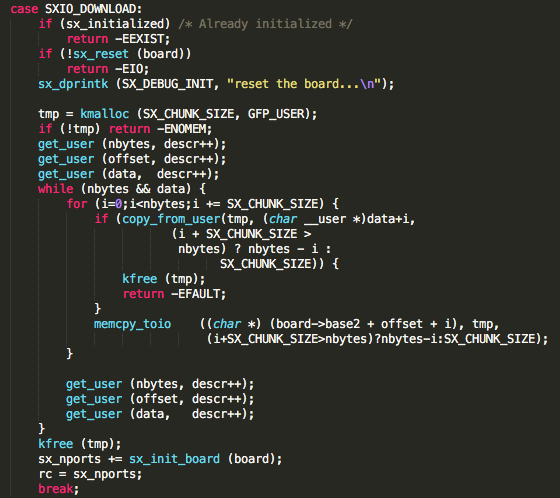 case SXIO_DOWNLOAD:
    if (sx_initialized) /* Already initialized */
        return -EEXIST;
    if (!sx_reset (board))
        return -EIO;
    sx_dprintk (SX_DEBUG_INIT, "reset the board...\n");

    tmp = kmalloc (SX_CHUNK_SIZE, GFP_USER);
    if (!tmp) return -ENOMEM;
    get_user (nbytes, descr++);
    get_user (offset, descr++);
    get_user (data,  descr++);
    while (nbytes && data) {
        for (i=0;i<nbytes;i += SX_CHUNK_SIZE) {
            if (copy_from_user(tmp, (char __user *)data+i,
                       (i + SX_CHUNK_SIZE >
                        nbytes) ? nbytes - i :
                              SX_CHUNK_SIZE)) {
                kfree (tmp);
                return -EFAULT;
            }
            memcpy_toio    ((char *) (board->base2 + offset + i), tmp,
                            (i+SX_CHUNK_SIZE>nbytes)?nbytes-i:SX_CHUNK_SIZE);
        }

        get_user (nbytes, descr++);
        get_user (offset, descr++);
        get_user (data,   descr++);
    }
    kfree (tmp);
    sx_nports += sx_init_board (board);
    rc = sx_nports;
    break;